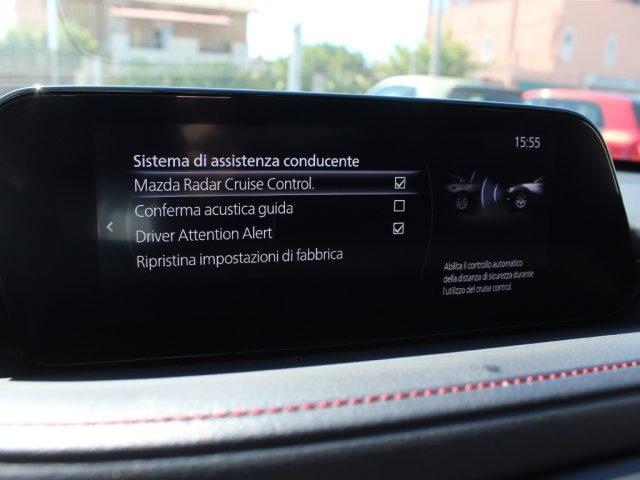 15:55
Sistema di assistenza conducente
Mazda Radar Cruise Control.
Conferma acustica guida
Driver Attention Alert
Ripristina impostazioni di fabbrica
Abilita il controllo automatico
della distanza di sicurezza durante
l'utilizzo del cruise control.